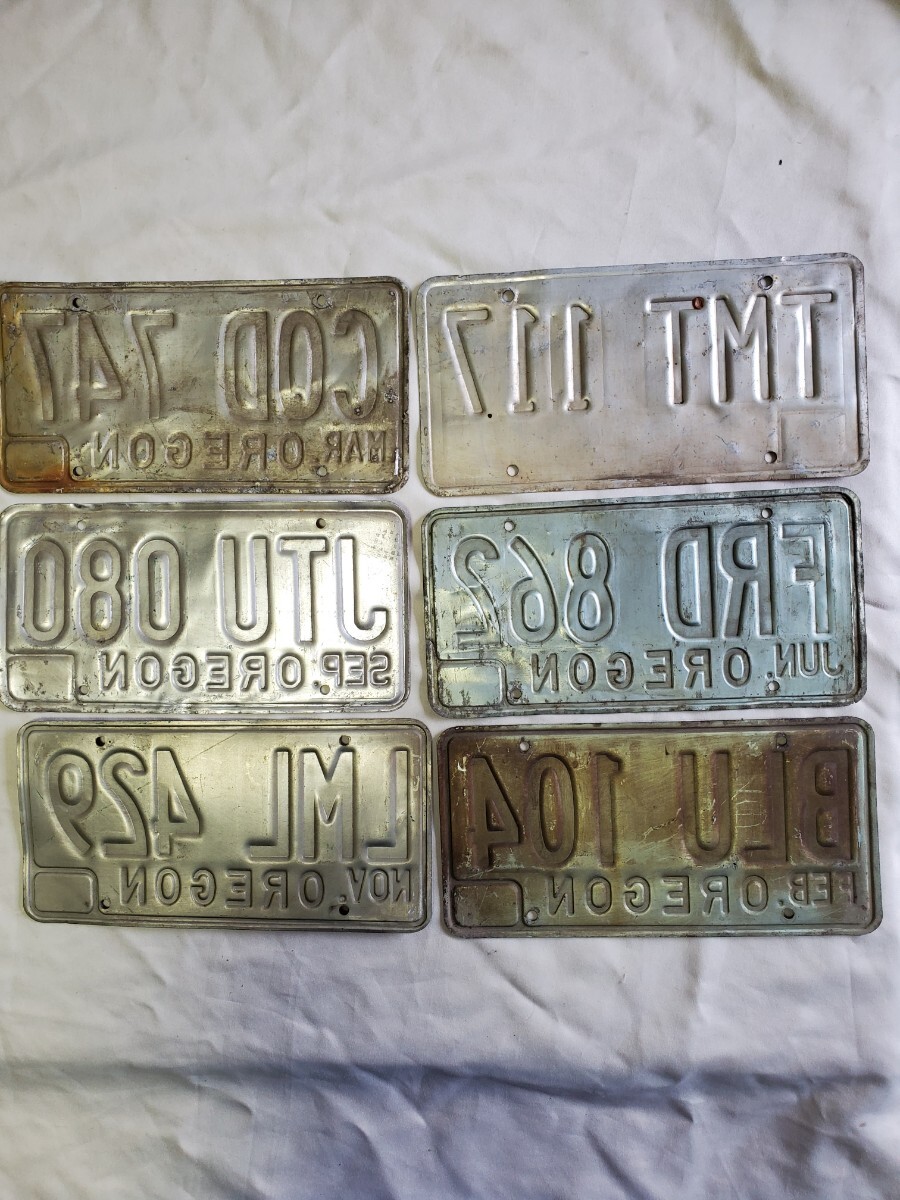 CQD 747
MAR. OREGON
TMT 117
JTU 080
SEP. OREGON
FRD 862
JUN. OREGON
LML 429
NOV. OREGON
BLU 104
FEB. OREGON